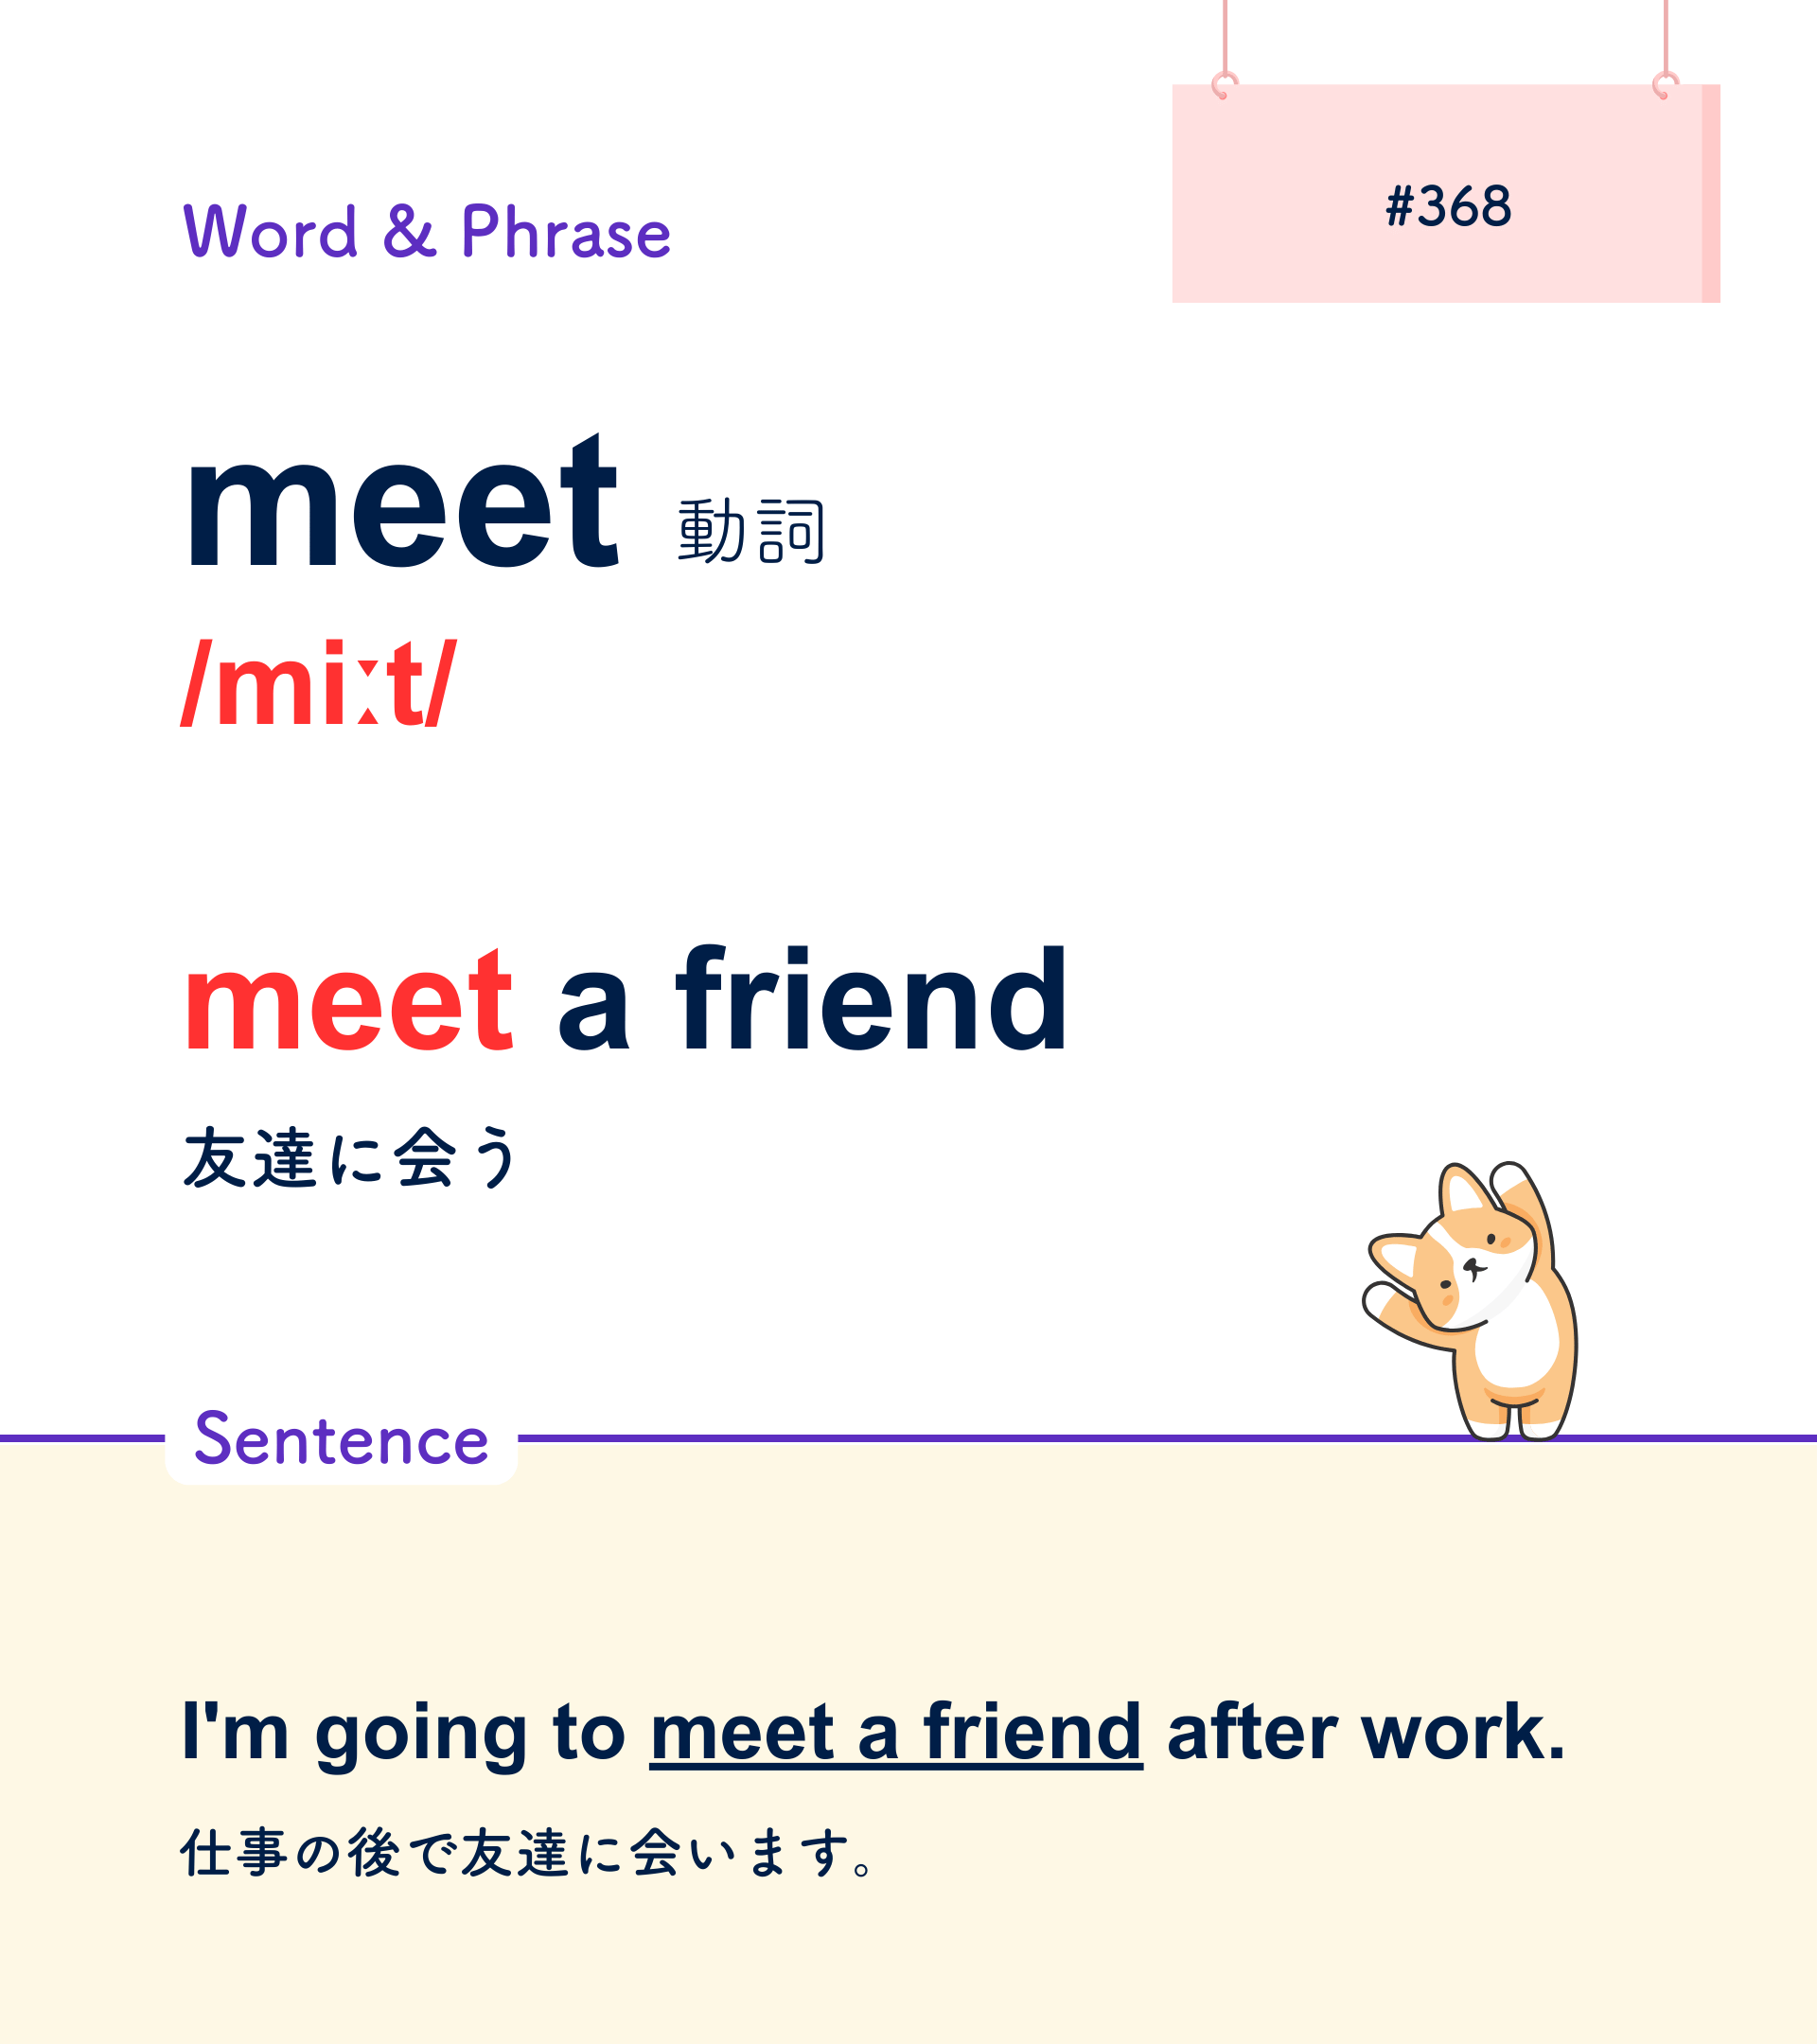 #368
Word & Phrase
meet 動詞
/miːt/
meet a friend
友達に会う
Sentence
I'm going to meet a friend after work.
仕事の後で友達に会います。